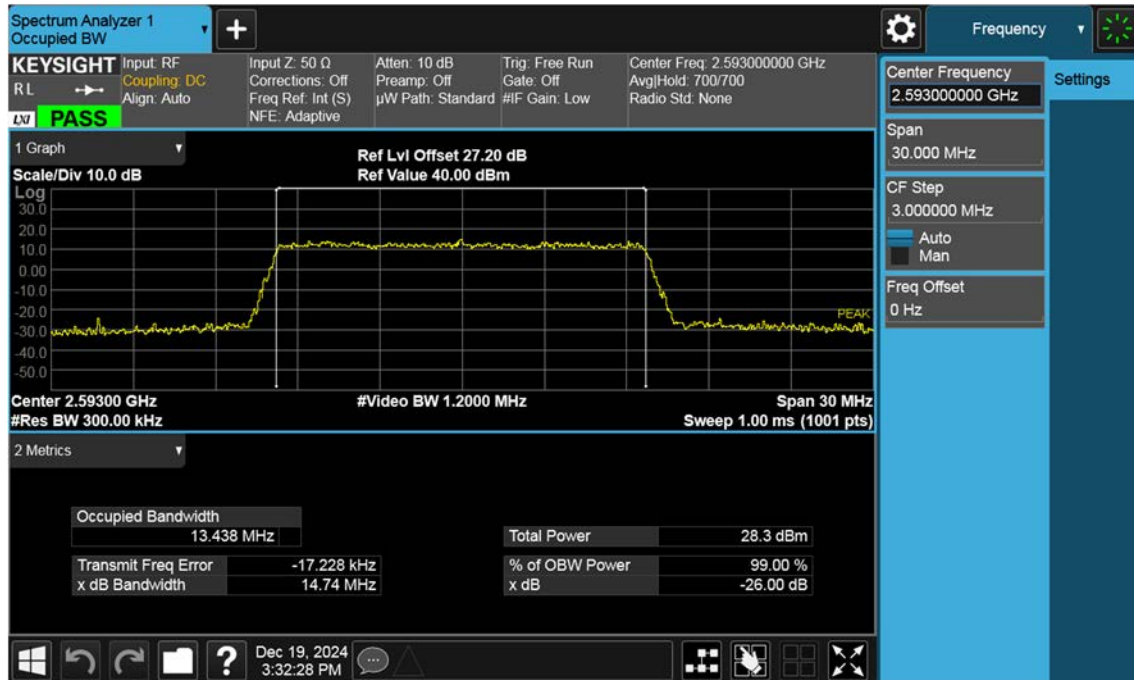 Spectrum Analyzer 1
Occupied BW
Frequency
KEYSIGHT
R L
LXI PASS
Input: RF
Coupling: DC
Align: Auto
Input Z: 50 Ω
Corrections: Off
Freq Ref: Int (S)
NFE: Adaptive
Atten: 10 dB
Preamp: Off
µW Path: Standard
Trig: Free Run
Gate: Off
#IF Gain: Low
Center Freq: 2.593000000 GHz
Avg|Hold: 700/700
Radio Std: None
Center Frequency
2.593000000 GHz
Settings
Span
30.000 MHz
CF Step
3.000000 MHz
Auto
Man
Freq Offset
0 Hz
1 Graph
Scale/Div 10.0 dB
Ref Lvl Offset 27.20 dB
Ref Value 40.00 dBm
Log
30.0
20.0
10.0
0.00
-10.0
-20.0
-30.0
-40.0
-50.0
PEAK
Center 2.59300 GHz
#Video BW 1.2000 MHz
Span 30 MHz
#Res BW 300.00 kHz
Sweep 1.00 ms (1001 pts)
2 Metrics
Occupied Bandwidth
13.438 MHz
Total Power 28.3 dBm
Transmit Freq Error -17.228 kHz
% of OBW Power 99.00 %
x dB Bandwidth 14.74 MHz
x dB -26.00 dB
?
Dec 19, 2024
3:32:28 PM